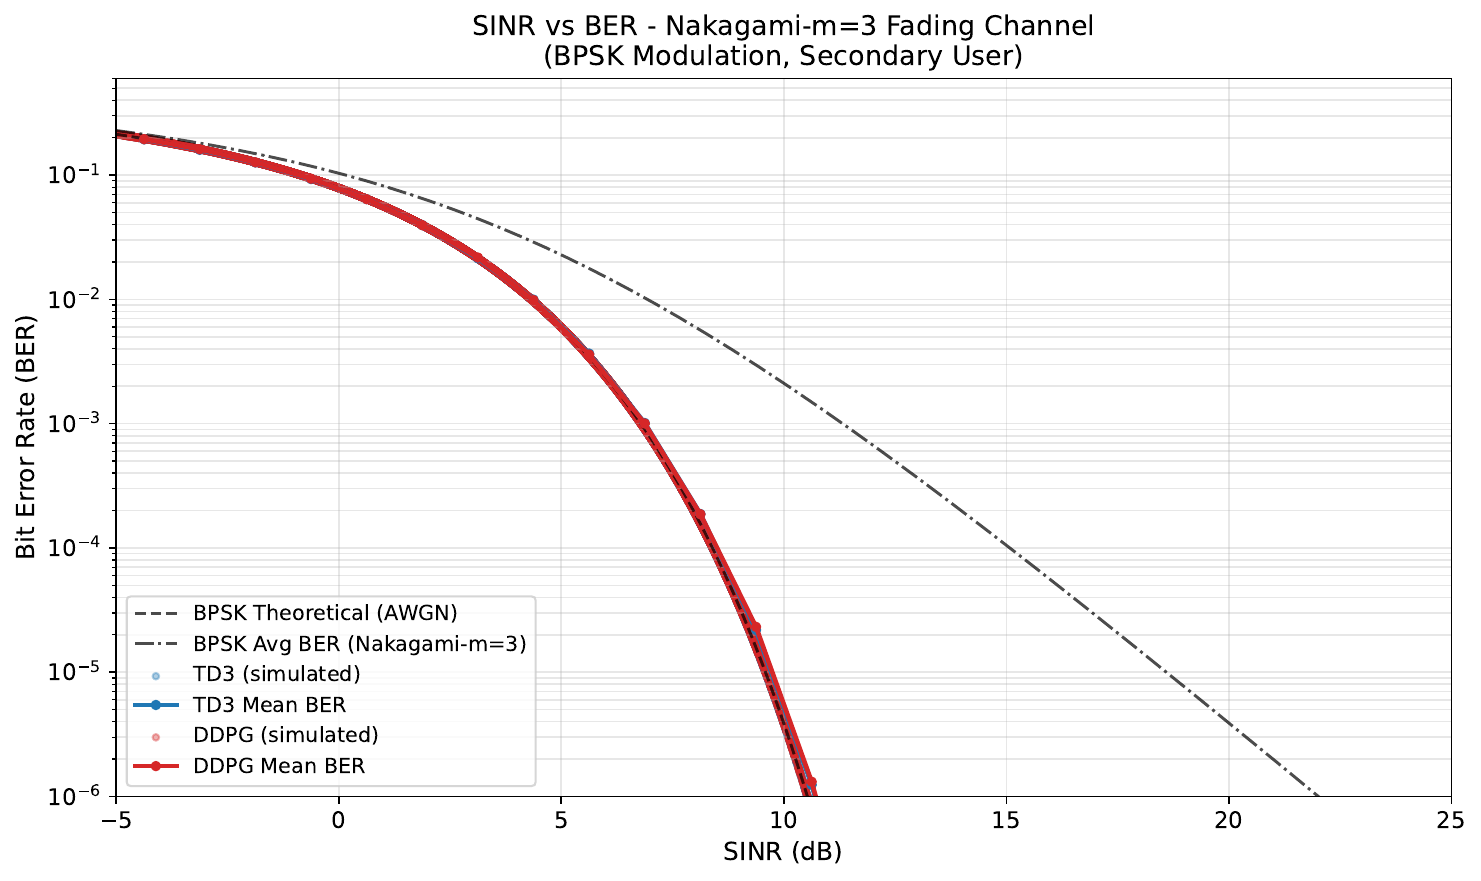 SINR vs BER - Nakagami-m=3 Fading Channel
(BPSK Modulation, Secondary User)
Bit Error Rate (BER)
10⁻¹
10⁻²
10⁻³
10⁻⁴
10⁻⁵
10⁻⁶
BPSK Theoretical (AWGN)
BPSK Avg BER (Nakagami-m=3)
TD3 (simulated)
TD3 Mean BER
DDPG (simulated)
DDPG Mean BER
−5 0 5 10 15 20 25
SINR (dB)